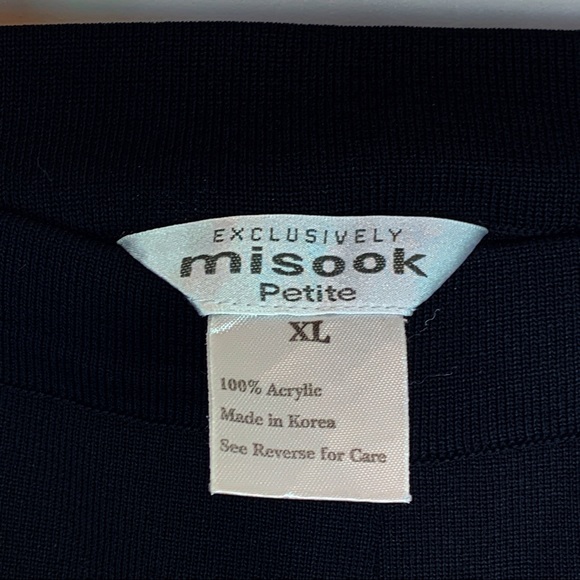 EXCLUSIVELY
misook
Petite
XL
100% Acrylic
Made in Korea
See Reverse for Care